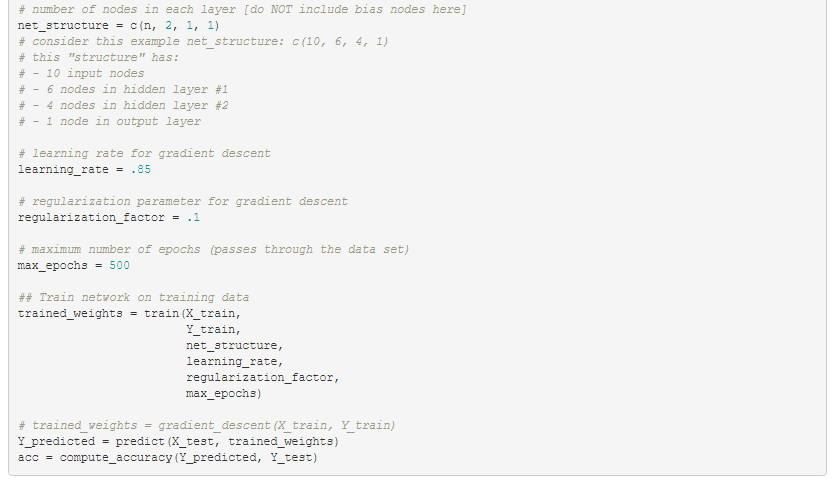 # number of nodes in each layer [do NOT include bias nodes here]
net_structure = c(n, 2, 1, 1)
# consider this example net_structure: c(10, 6, 4, 1)
# this "structure" has:
# - 10 input nodes
# - 6 nodes in hidden layer #1
# - 4 nodes in hidden layer #2
# - 1 node in output layer
# learning rate for gradient descent
learning_rate = .85
# regularization parameter for gradient descent
regularization_factor = .1
# maximum number of epochs (passes through the data set)
max_epochs = 500
## Train network on training data
trained_weights = train(X_train,
Y_train,
net_structure,
learning_rate,
regularization_factor,
max_epochs)
# trained_weights = gradient_descent(X_train, Y_train)
Y_predicted = predict(X_test, trained_weights)
acc = compute_accuracy(Y_predicted, Y_test)